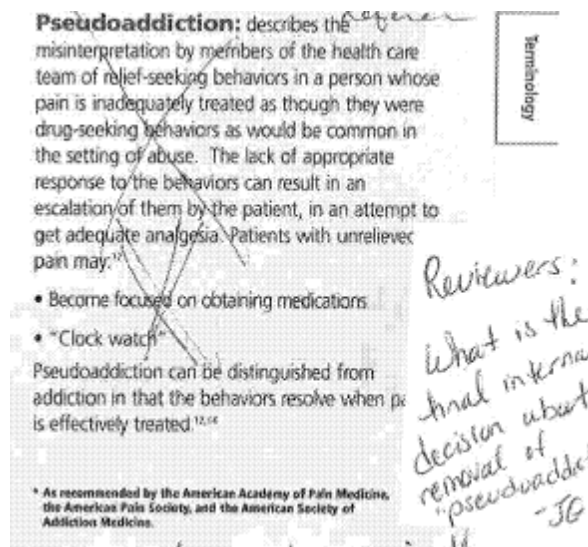 Pseudoaddiction: describes the
misinterpretation by members of the health care
team of relief-seeking behaviors in a person whose
pain is inadequately treated as though they were
drug-seeking behaviors as would be common in
the setting of abuse. The lack of appropriate
response to the behaviors can result in an
escalation of them by the patient, in an attempt to
get adequate analgesia. Patients with unrelieved
pain may:
• Become focused on obtaining medications
• "Clock watch"
Pseudoaddiction can be distinguished from
addiction in that the behaviors resolve when pa
is effectively treated.
* As recommended by the American Academy of Pain Medicine,
the American Pain Society, and the American Society of
Addiction Medicine.
Terminology
Reviewers:
What is the
final interna
decision about
removal of
"pseudoaddi
-JG